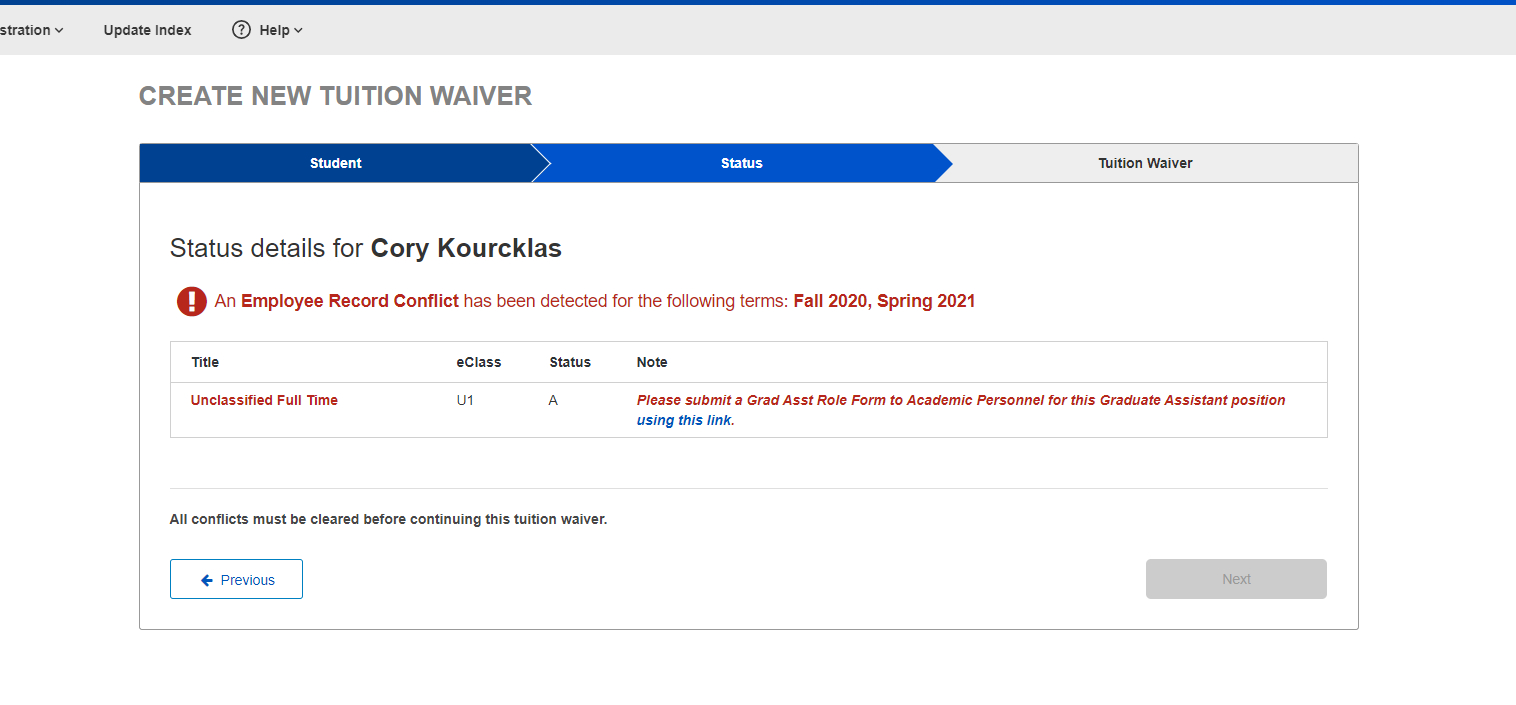 stration Update Index ? Help
CREATE NEW TUITION WAIVER
Student Status Tuition Waiver
Status details for Cory Kourcklas
An Employee Record Conflict has been detected for the following terms: Fall 2020, Spring 2021
Title eClass Status Note
Unclassified Full Time U1 A Please submit a Grad Asst Role Form to Academic Personnel for this Graduate Assistant position
using this link.
All conflicts must be cleared before continuing this tuition waiver.
Previous Next